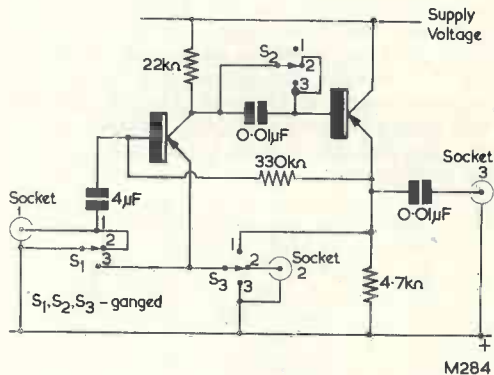 Supply
Voltage
22kΩ
S₂
1
2
3
0·01µF
330kΩ
4µF
Socket
1
1
2
3
S₁
0·01µF
Socket
3
1
S₃
2
3
Socket
2
4·7kΩ
S₁,S₂,S₃ – ganged
+
M284